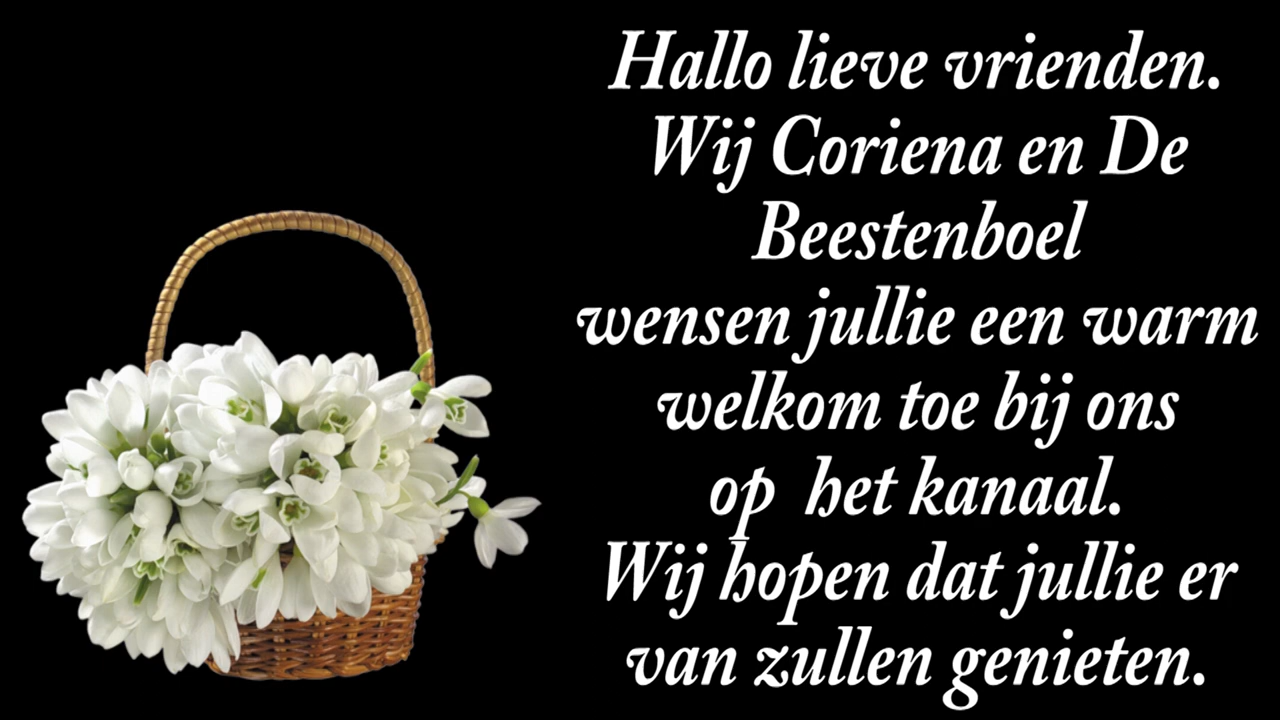 Hallo lieve vrienden.
Wij Coriena en De
Beestenboel
wensen jullie een warm
welkom toe bij ons
op het kanaal.
Wij hopen dat jullie er
van zullen genieten.